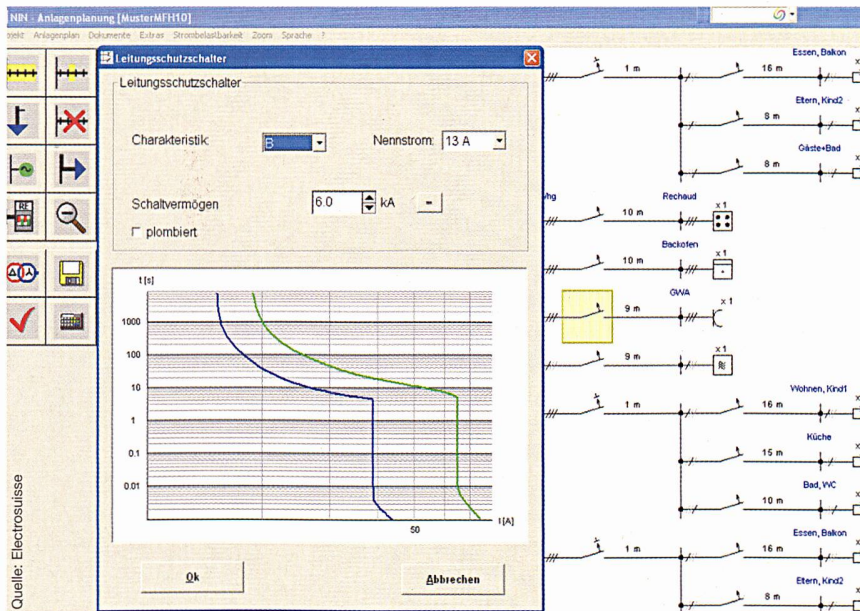 NIN - Anlagenplanung [MusterMFH10]
Anlagenplan Dokumente Extras Strombelastbarkeit Zoom Sprache ?
Leitungsschutzschalter
Leitungsschutzschalter
Charakteristik:
B
Nennstrom:
13 A
Schaltvermögen
6.0
kA
=
plombiert
t [s]
1000
100
10
1
0.1
0.01
50
I [A]
Ok
Abbrechen
RE
Essen, Balkon
1 m
16 m
x
Eltern, Kind2
8 m
Gäste+Bad
8 m
Rechaud
10 m
x 1
Backofen
10 m
x 1
GWA
9 m
x 1
9 m
x 1
Wohnen, Kind1
1 m
16 m
x
Küche
15 m
x
Bad, WC
10 m
x
Essen, Balkon
1 m
16 m
x
Eltern, Kind2
8 m
x
Quelle: Electrosuisse